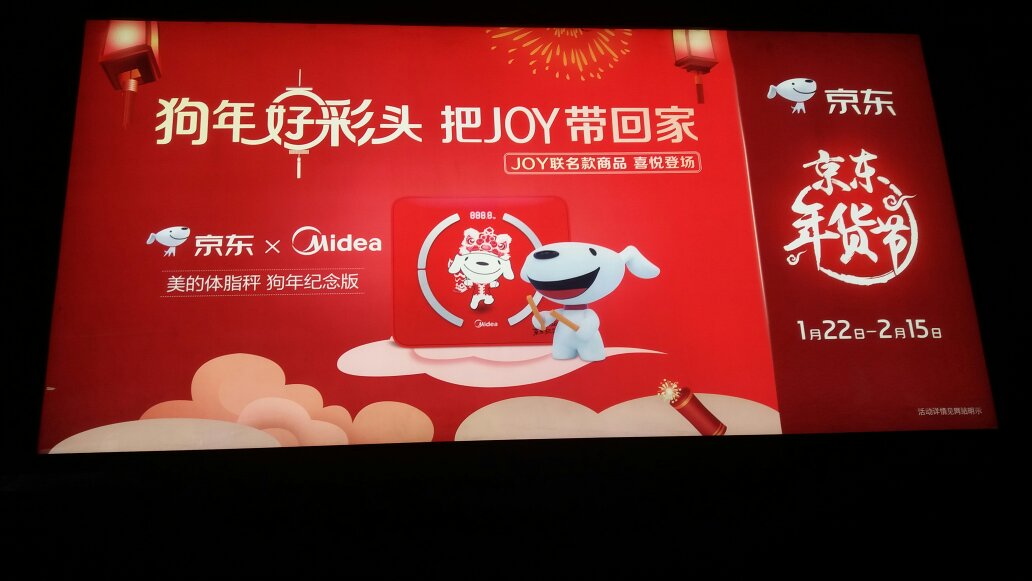 狗年好彩头 把JOY带回家
JOY联名款商品 喜悦登场
京东 × Midea
美的体脂秤 狗年纪念版
888.8
Midea
京东
京东
年货节
1月22日-2月15日
活动详情见网站明示